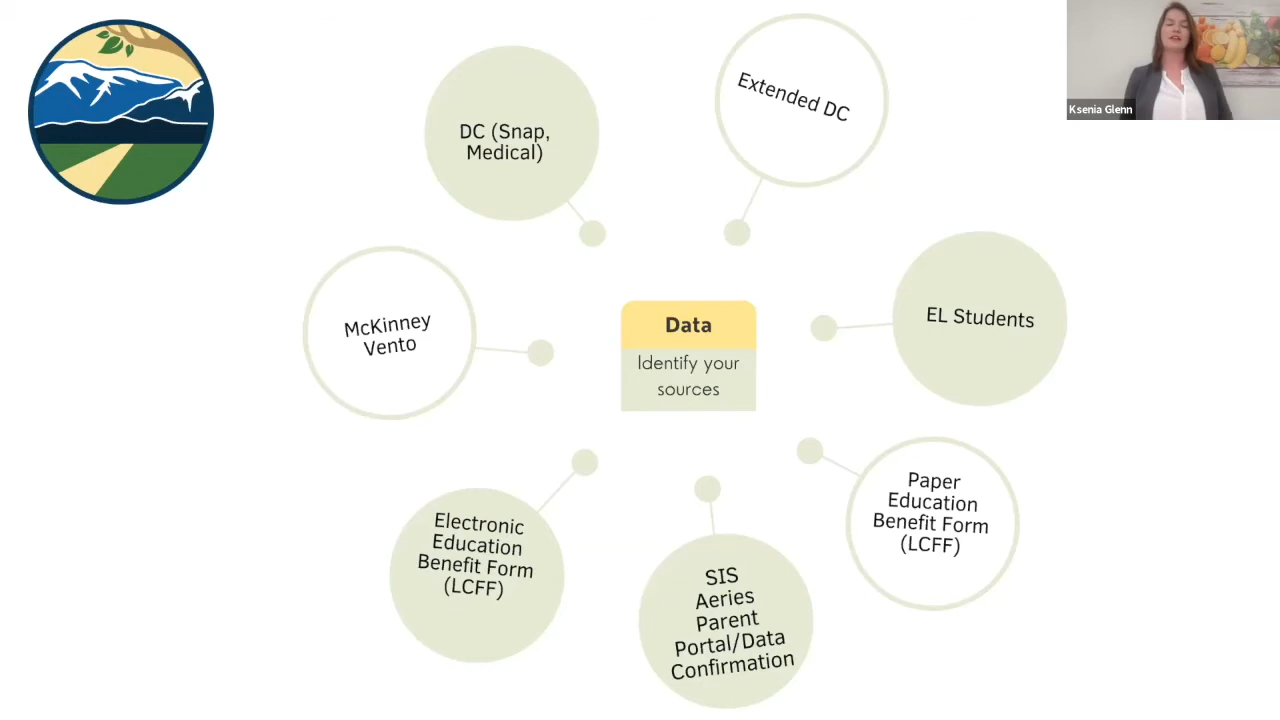 Extended DC
Ksenia Glenn
DC (Snap,
Medical)
EL Students
McKinney
Vento
Data
Identify your
sources
Paper
Education
Benefit Form
(LCFF)
Electronic
Education
Benefit Form
(LCFF)
SIS
Aeries
Parent
Portal/Data
Confirmation